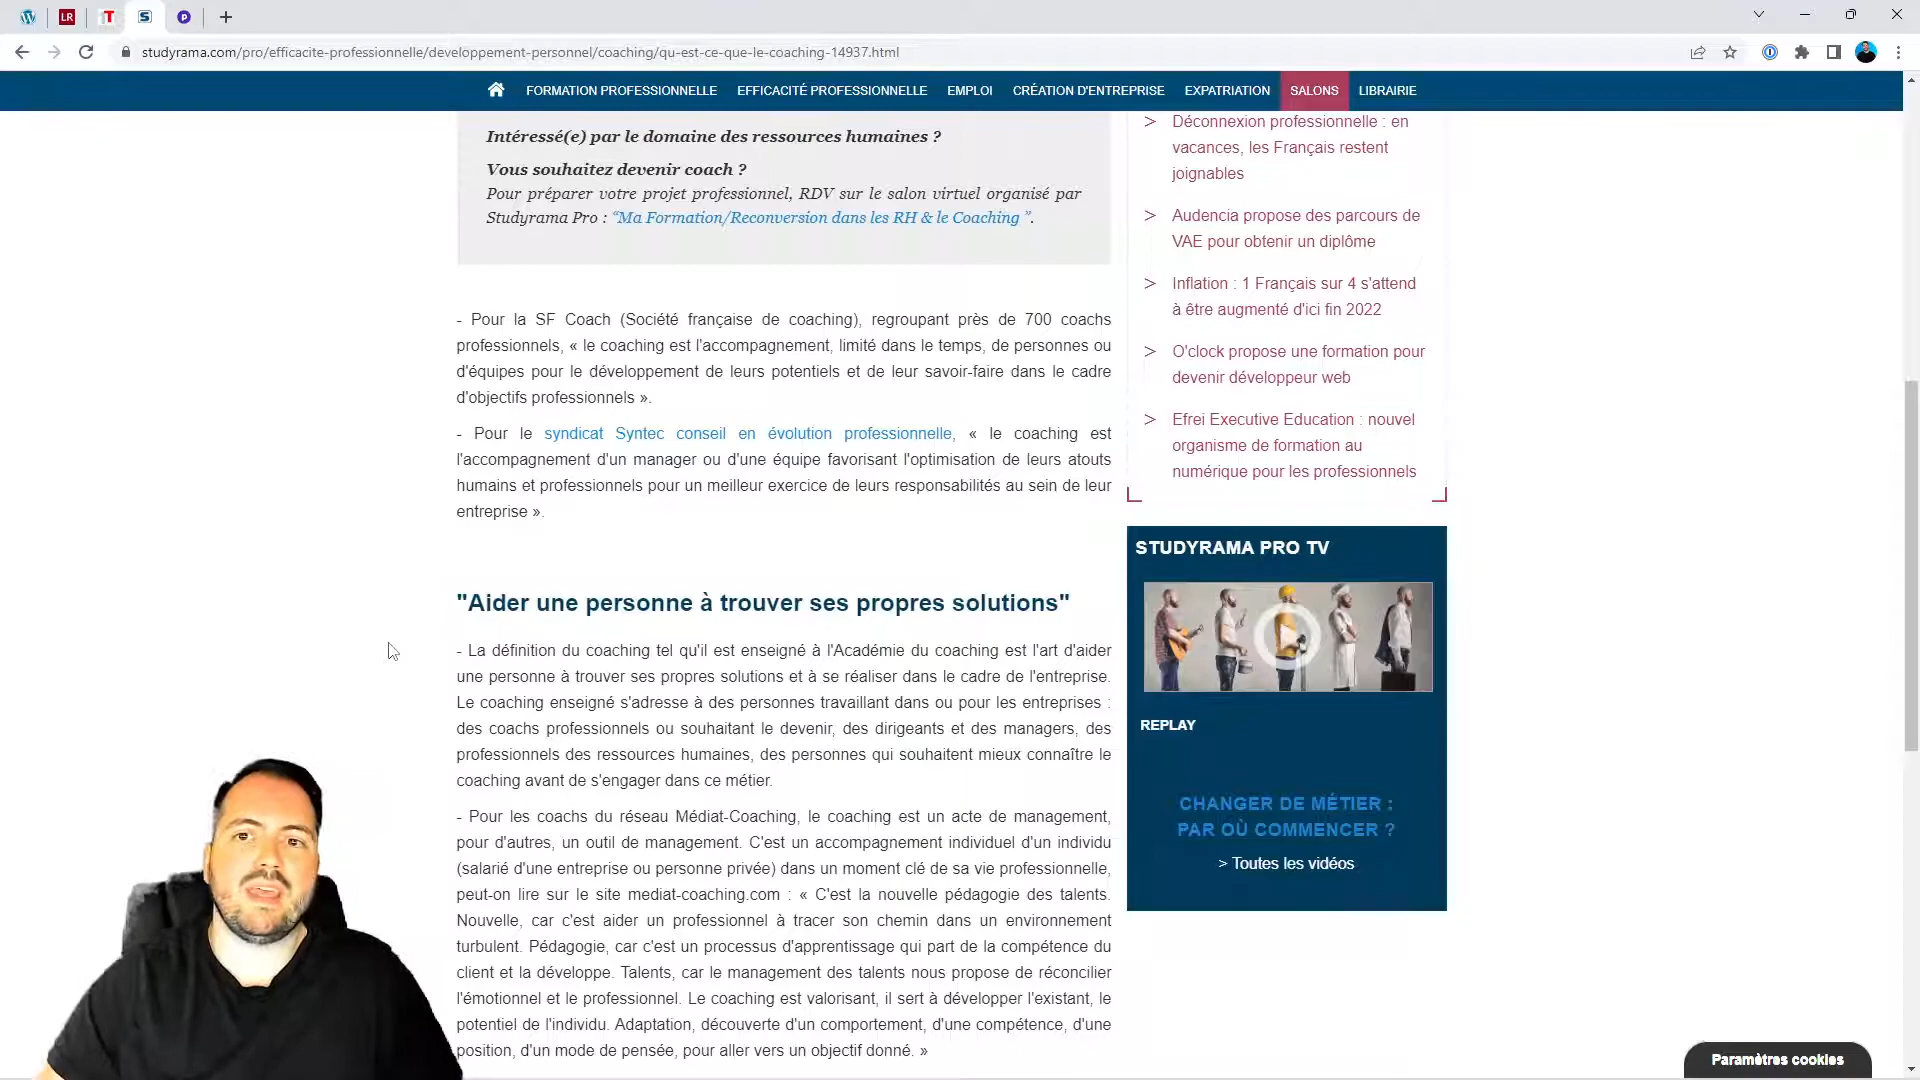 LR
T
S
p
studyrama.com/pro/efficacite-professionnelle/developpement-personnel/coaching/qu-est-ce-que-le-coaching-14937.html
FORMATION PROFESSIONNELLE EFFICACITÉ PROFESSIONNELLE EMPLOI CRÉATION D'ENTREPRISE EXPATRIATION SALONS LIBRAIRIE
Intéressé(e) par le domaine des ressources humaines ?
Vous souhaitez devenir coach ?
Pour préparer votre projet professionnel, RDV sur le salon virtuel organisé par
Studyrama Pro : “Ma Formation/Reconversion dans les RH & le Coaching ”.
- Pour la SF Coach (Société française de coaching), regroupant près de 700 coachs
professionnels, « le coaching est l'accompagnement, limité dans le temps, de personnes ou
d'équipes pour le développement de leurs potentiels et de leur savoir-faire dans le cadre
d'objectifs professionnels ».
- Pour le syndicat Syntec conseil en évolution professionnelle, « le coaching est
l'accompagnement d'un manager ou d'une équipe favorisant l'optimisation de leurs atouts
humains et professionnels pour un meilleur exercice de leurs responsabilités au sein de leur
entreprise ».
"Aider une personne à trouver ses propres solutions"
- La définition du coaching tel qu'il est enseigné à l'Académie du coaching est l'art d'aider
une personne à trouver ses propres solutions et à se réaliser dans le cadre de l'entreprise.
Le coaching enseigné s'adresse à des personnes travaillant dans ou pour les entreprises :
des coachs professionnels ou souhaitant le devenir, des dirigeants et des managers, des
professionnels des ressources humaines, des personnes qui souhaitent mieux connaître le
coaching avant de s'engager dans ce métier.
- Pour les coachs du réseau Médiat-Coaching, le coaching est un acte de management,
pour d'autres, un outil de management. C'est un accompagnement individuel d'un individu
(salarié d'une entreprise ou personne privée) dans un moment clé de sa vie professionnelle,
peut-on lire sur le site mediat-coaching.com : « C'est la nouvelle pédagogie des talents.
Nouvelle, car c'est aider un professionnel à tracer son chemin dans un environnement
turbulent. Pédagogie, car c'est un processus d'apprentissage qui part de la compétence du
client et la développe. Talents, car le management des talents nous propose de réconcilier
l'émotionnel et le professionnel. Le coaching est valorisant, il sert à développer l'existant, le
potentiel de l'individu. Adaptation, découverte d'un comportement, d'une compétence, d'une
position, d'un mode de pensée, pour aller vers un objectif donné. »
> Déconnexion professionnelle : en
vacances, les Français restent
joignables
> Audencia propose des parcours de
VAE pour obtenir un diplôme
> Inflation : 1 Français sur 4 s'attend
à être augmenté d'ici fin 2022
> O'clock propose une formation pour
devenir développeur web
> Efrei Executive Education : nouvel
organisme de formation au
numérique pour les professionnels
STUDYRAMA PRO TV
REPLAY
CHANGER DE MÉTIER :
PAR OÙ COMMENCER ?
> Toutes les vidéos
Paramètres cookies